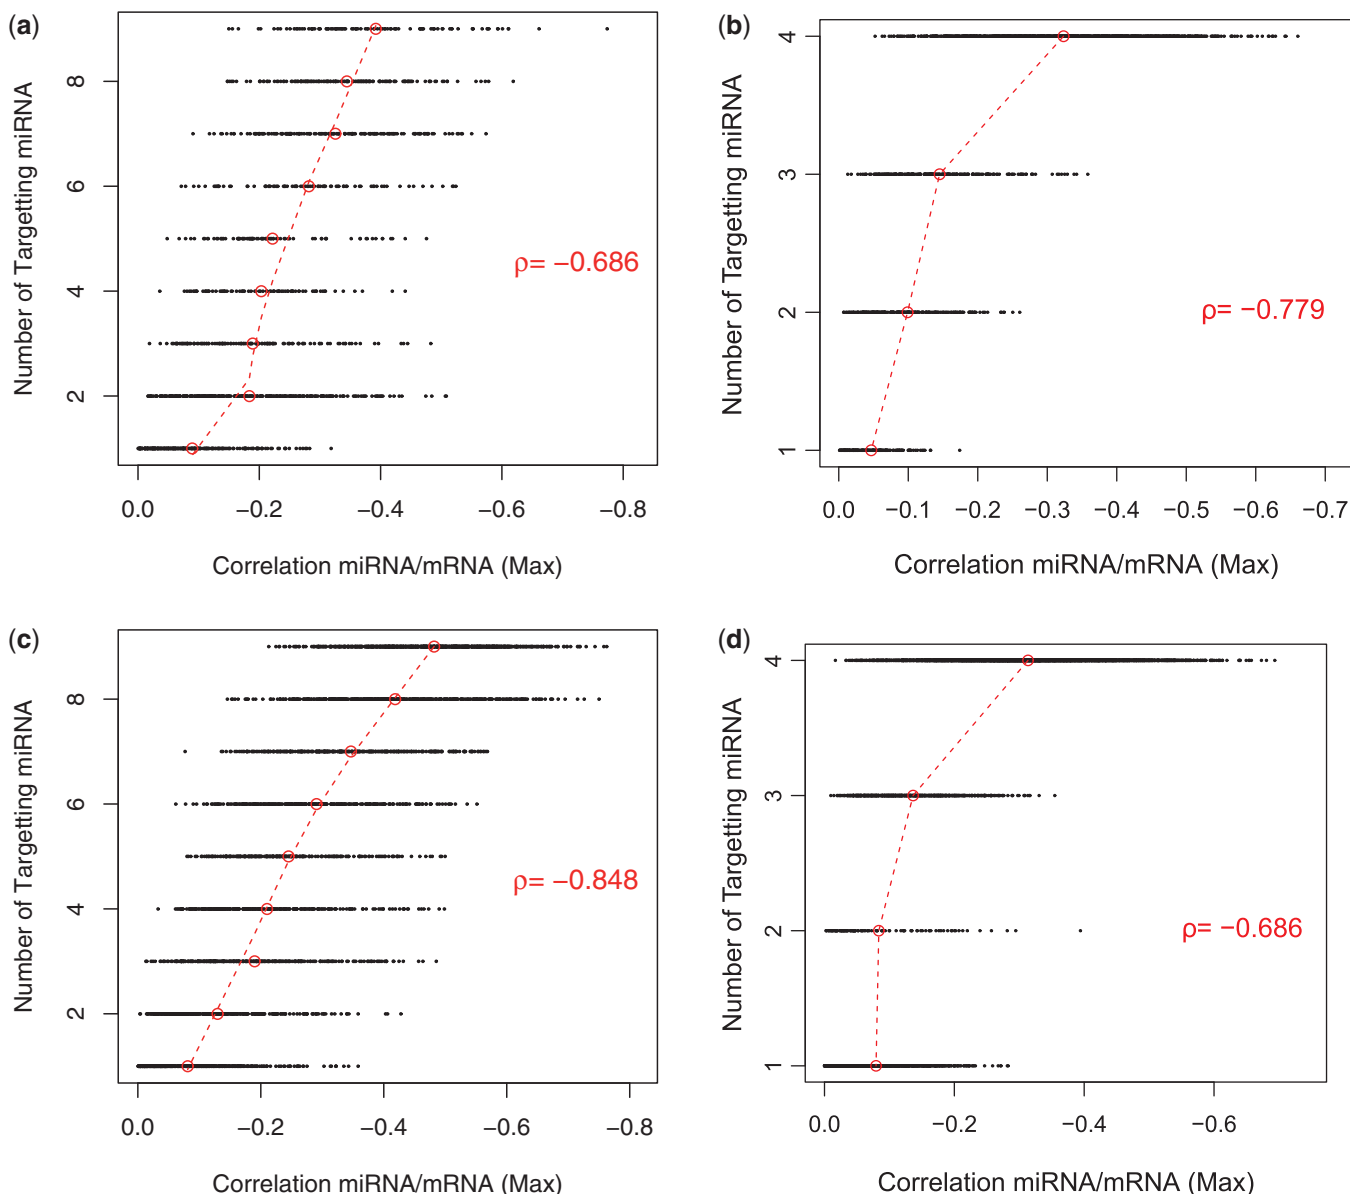 (a)
Number of Targetting miRNA
8
6
4
2
ρ= −0.686
0.0 −0.2 −0.4 −0.6 −0.8
Correlation miRNA/mRNA (Max)
(b)
Number of Targetting miRNA
4
3
2
1
ρ= −0.779
0.0 −0.1 −0.2 −0.3 −0.4 −0.5 −0.6 −0.7
Correlation miRNA/mRNA (Max)
(c)
Number of Targetting miRNA
8
6
4
2
ρ= −0.848
0.0 −0.2 −0.4 −0.6 −0.8
Correlation miRNA/mRNA (Max)
(d)
Number of Targetting miRNA
4
3
2
1
ρ= −0.686
0.0 −0.2 −0.4 −0.6
Correlation miRNA/mRNA (Max)